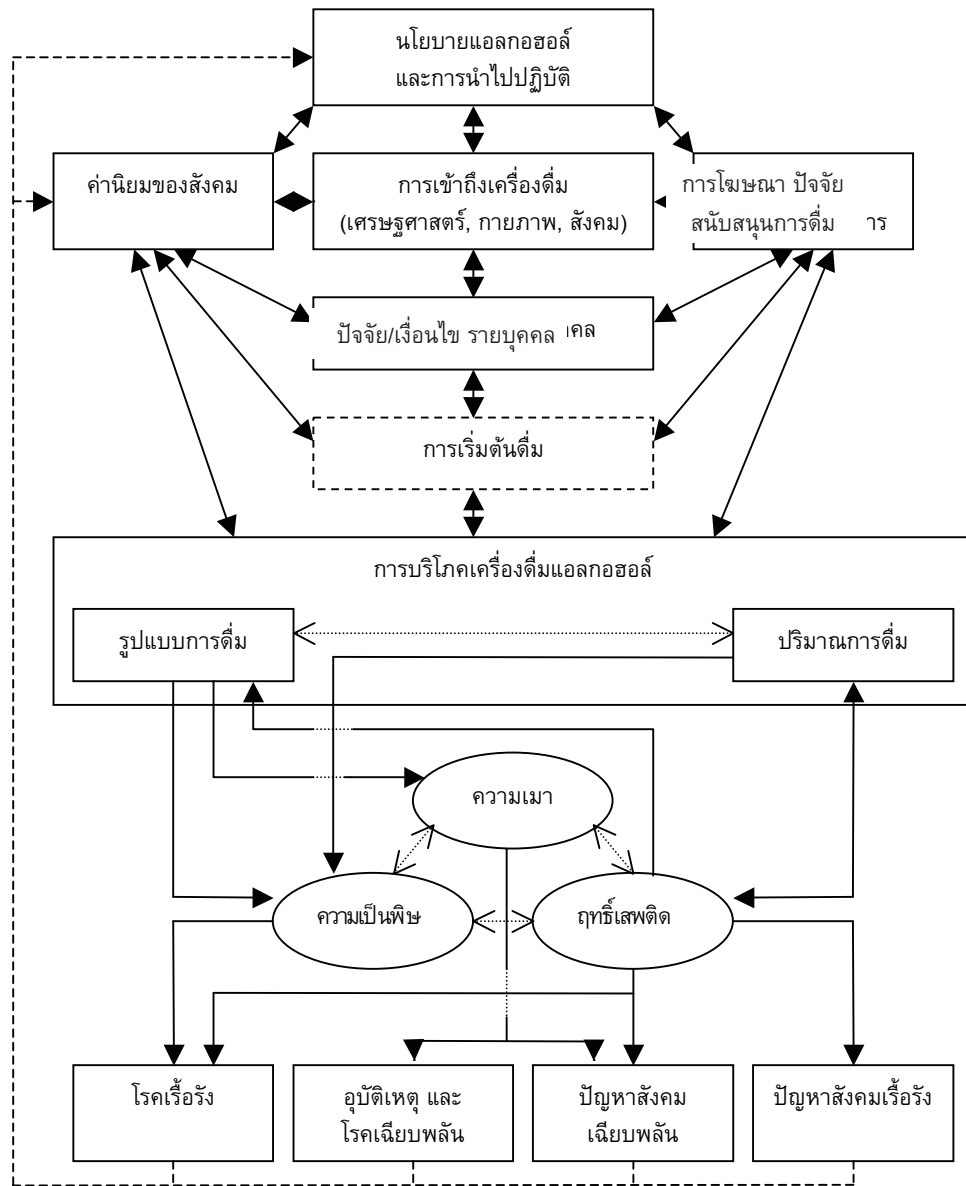 นโยบายแอลกอฮอล์
และการนำไปปฏิบัติ
ค่านิยมของสังคม
การเข้าถึงเครื่องดื่ม
(เศรษฐศาสตร์, กายภาพ, สังคม)
การโฆษณา ปัจจัย
สนับสนุนการดื่ม
าร
ปัจจัย/เงื่อนไข รายบุคคล
คล
การเริ่มต้นดื่ม
การบริโภคเครื่องดื่มแอลกอฮอล์
รูปแบบการดื่ม
ปริมาณการดื่ม
ความเมา
ความเป็นพิษ
ฤทธิ์เสพติด
โรคเรื้อรัง
อุบัติเหตุ และ
โรคเฉียบพลัน
ปัญหาสังคม
เฉียบพลัน
ปัญหาสังคมเรื้อรัง